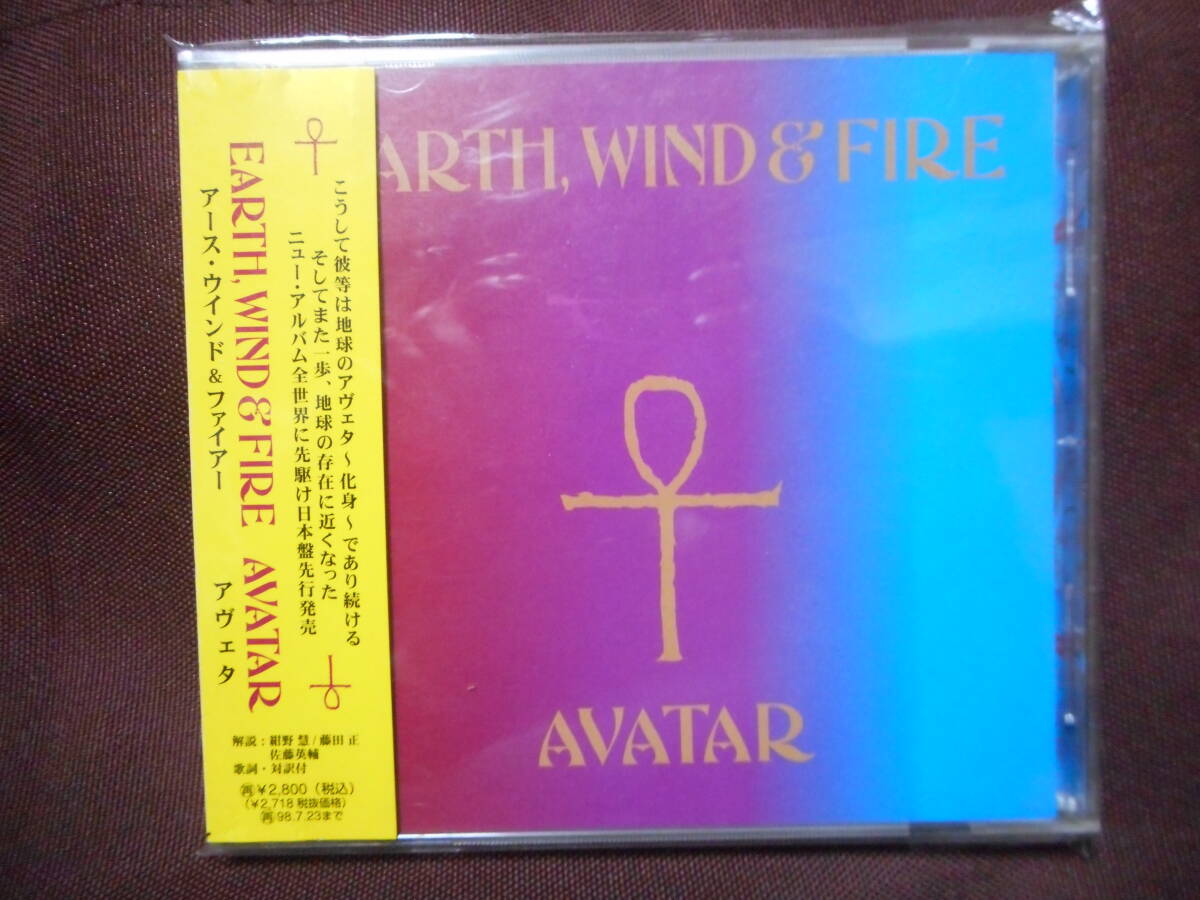 EARTH, WIND & FIRE AVATAR
アース・ウインド＆ファイアー
アヴェタ
こうして彼等は地球のアヴェタ〜化身〜であり続ける
そしてまた一歩、地球の存在に近くなった
ニュー・アルバム全世界に先駆け日本盤先行発売
解説：紺野 慧/藤田 正
佐藤英輔
歌詞・対訳付
㊢¥2,800（税込）
（¥2,718 税抜価格）
㊢98.7.23まで
ARTH, WIND & FIRE
AVATAR